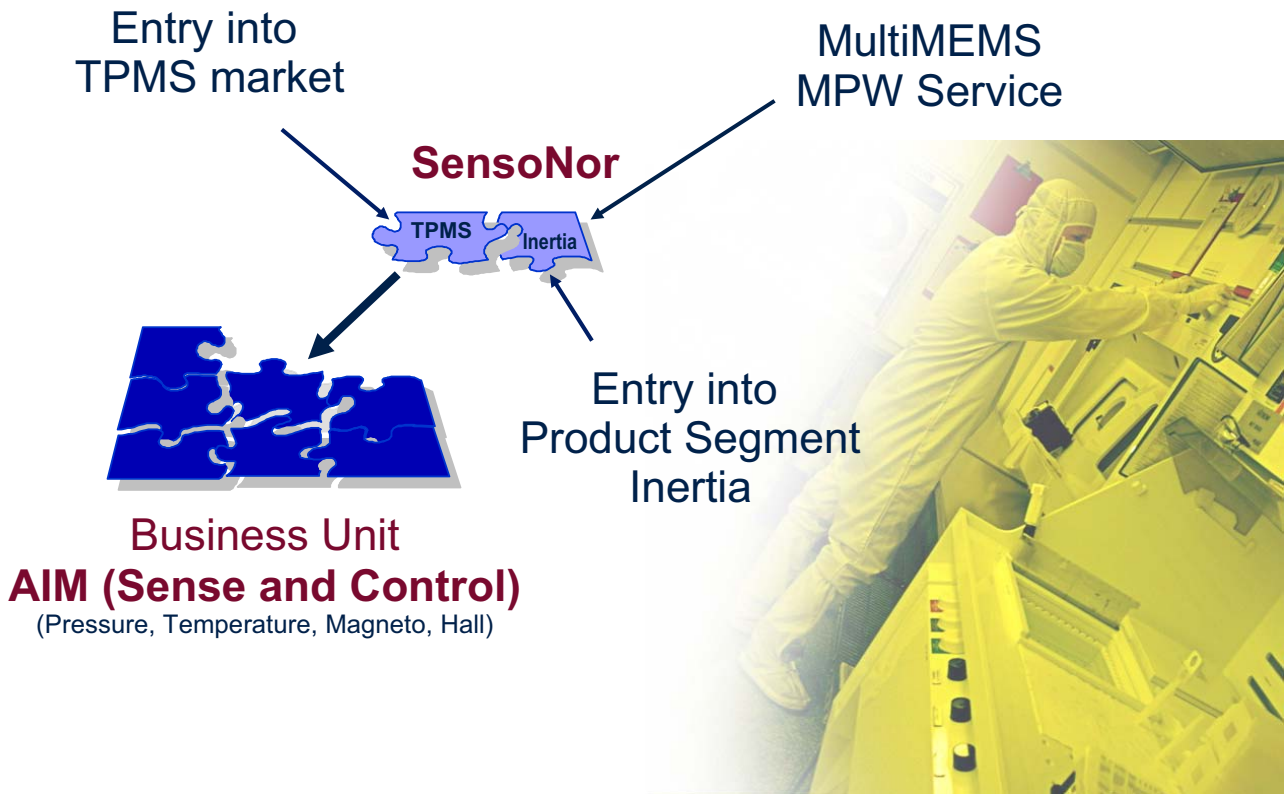 Entry into
TPMS market
MultiMEMS
MPW Service
SensoNor
TPMS
Inertia
Entry into
Product Segment
Inertia
Business Unit
AIM (Sense and Control)
(Pressure, Temperature, Magneto, Hall)